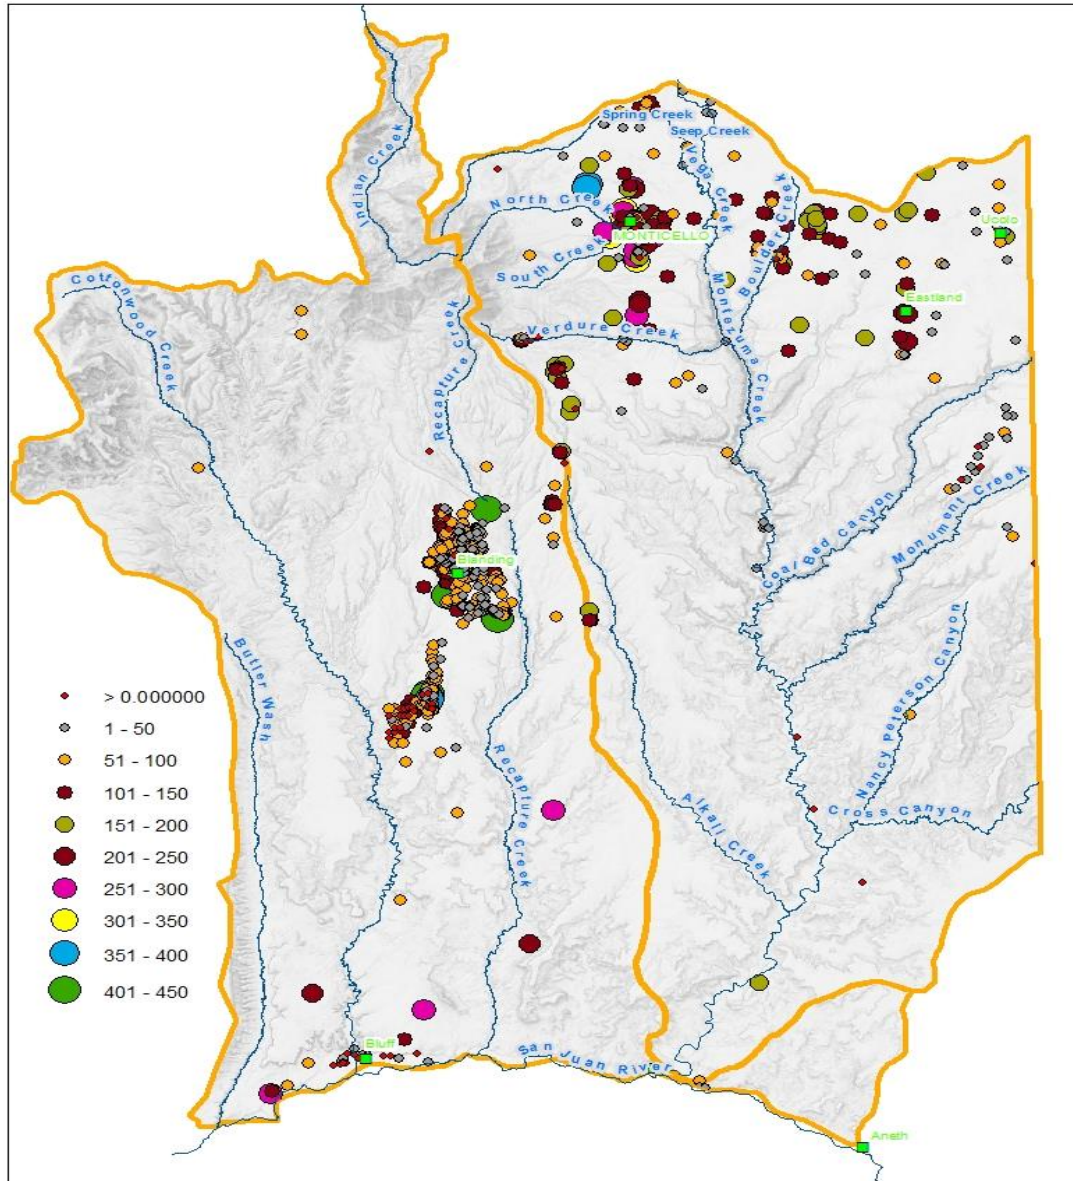 Spring Creek
Seep Creek
Indian Creek
Vega Creek
Boulder Creek
North Creek
MONTICELLO
Ucolo
South Creek
Cottonwood Creek
Montezuma Creek
Eastland
Recapture Creek
Verdure Creek
Coal Bed Canyon
Monument Creek
Blanding
Butler Wash
Nancy Peterson Canyon
> 0.000000
1 - 50
51 - 100
101 - 150
151 - 200
201 - 250
251 - 300
301 - 350
351 - 400
401 - 450
Recapture Creek
Alkali Creek
Cross Canyon
Bluff
San Juan River
Aneth